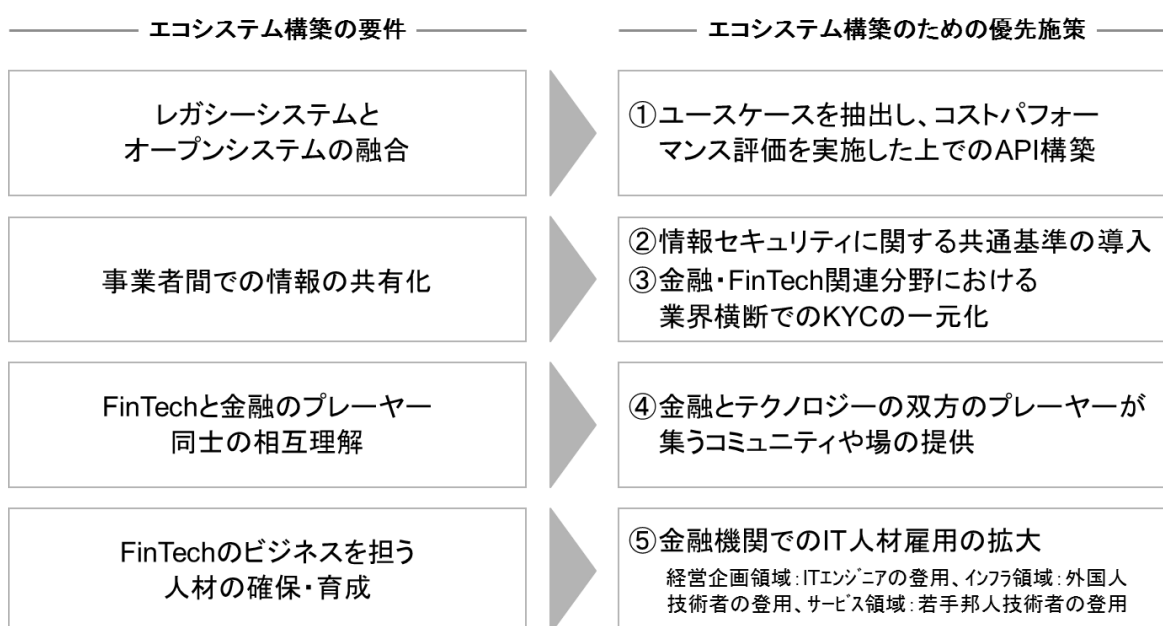 エコシステム構築の要件
エコシステム構築のための優先施策
レガシーシステムと
オープンシステムの融合
①ユースケースを抽出し、コストパフォー
マンス評価を実施した上でのAPI構築
事業者間での情報の共有化
②情報セキュリティに関する共通基準の導入
③金融・FinTech関連分野における
業界横断でのKYCの一元化
FinTechと金融のプレーヤー
同士の相互理解
④金融とテクノロジーの双方のプレーヤーが
集うコミュニティや場の提供
FinTechのビジネスを担う
人材の確保・育成
⑤金融機関でのIT人材雇用の拡大
経営企画領域:ITエンジニアの登用、インフラ領域:外国人
技術者の登用、サービス領域:若手邦人技術者の登用